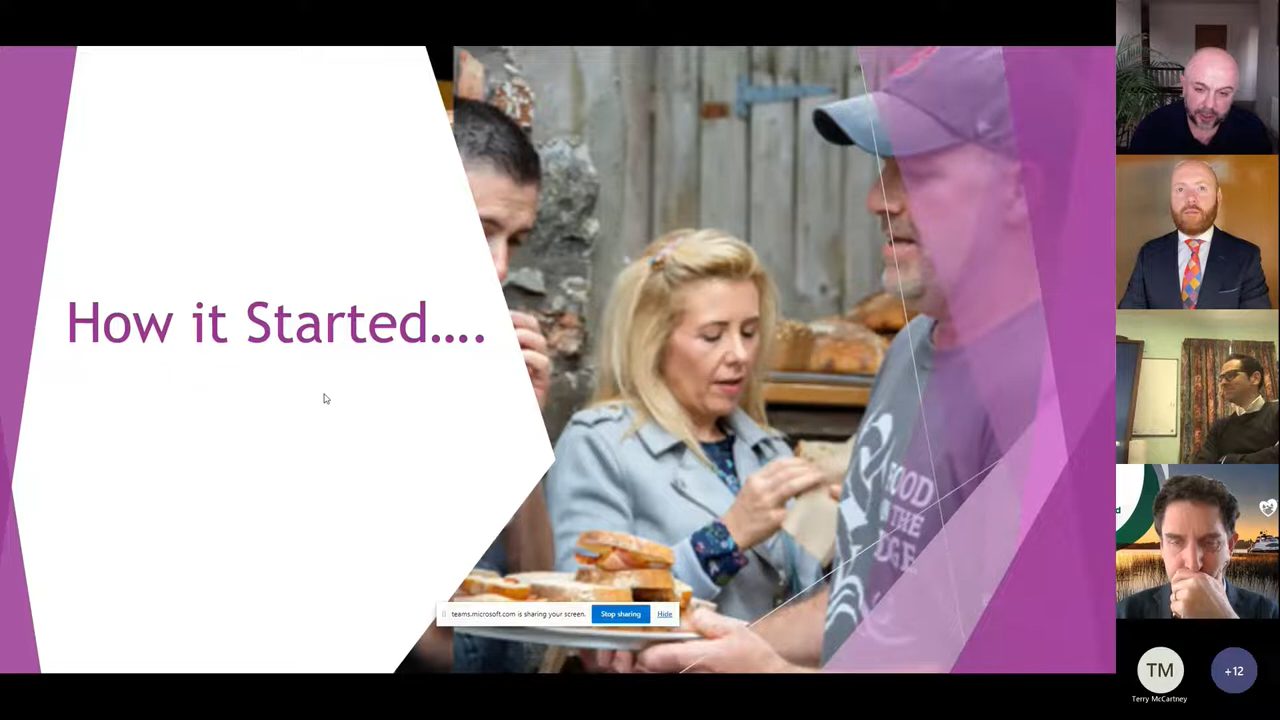 How it Started....
teams.microsoft.com is sharing your screen.
Stop sharing
Hide
TM
Terry McCartney
+12